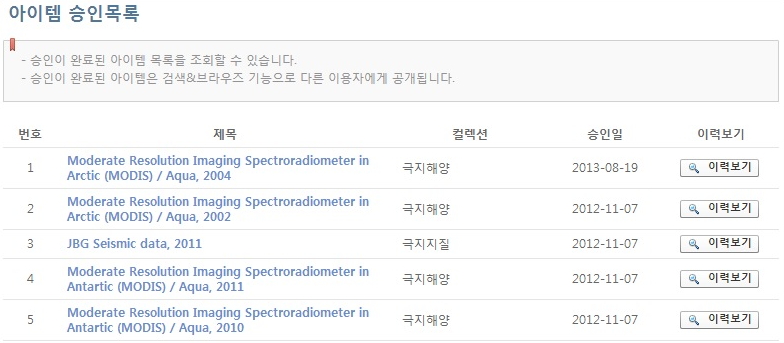 아이템 승인목록
- 승인이 완료된 아이템 목록을 조회할 수 있습니다.
- 승인이 완료된 아이템은 검색&브라우즈 기능으로 다른 이용자에게 공개됩니다.
번호 제목 컬렉션 승인일 이력보기
1 Moderate Resolution Imaging Spectroradiometer in
Arctic (MODIS) / Aqua, 2004 극지해양 2013-08-19 이력보기
2 Moderate Resolution Imaging Spectroradiometer in
Arctic (MODIS) / Aqua, 2002 극지해양 2012-11-07 이력보기
3 JBG Seismic data, 2011 극지지질 2012-11-07 이력보기
4 Moderate Resolution Imaging Spectroradiometer in
Antartic (MODIS) / Aqua, 2011 극지해양 2012-11-07 이력보기
5 Moderate Resolution Imaging Spectroradiometer in
Antartic (MODIS) / Aqua, 2010 극지해양 2012-11-07 이력보기